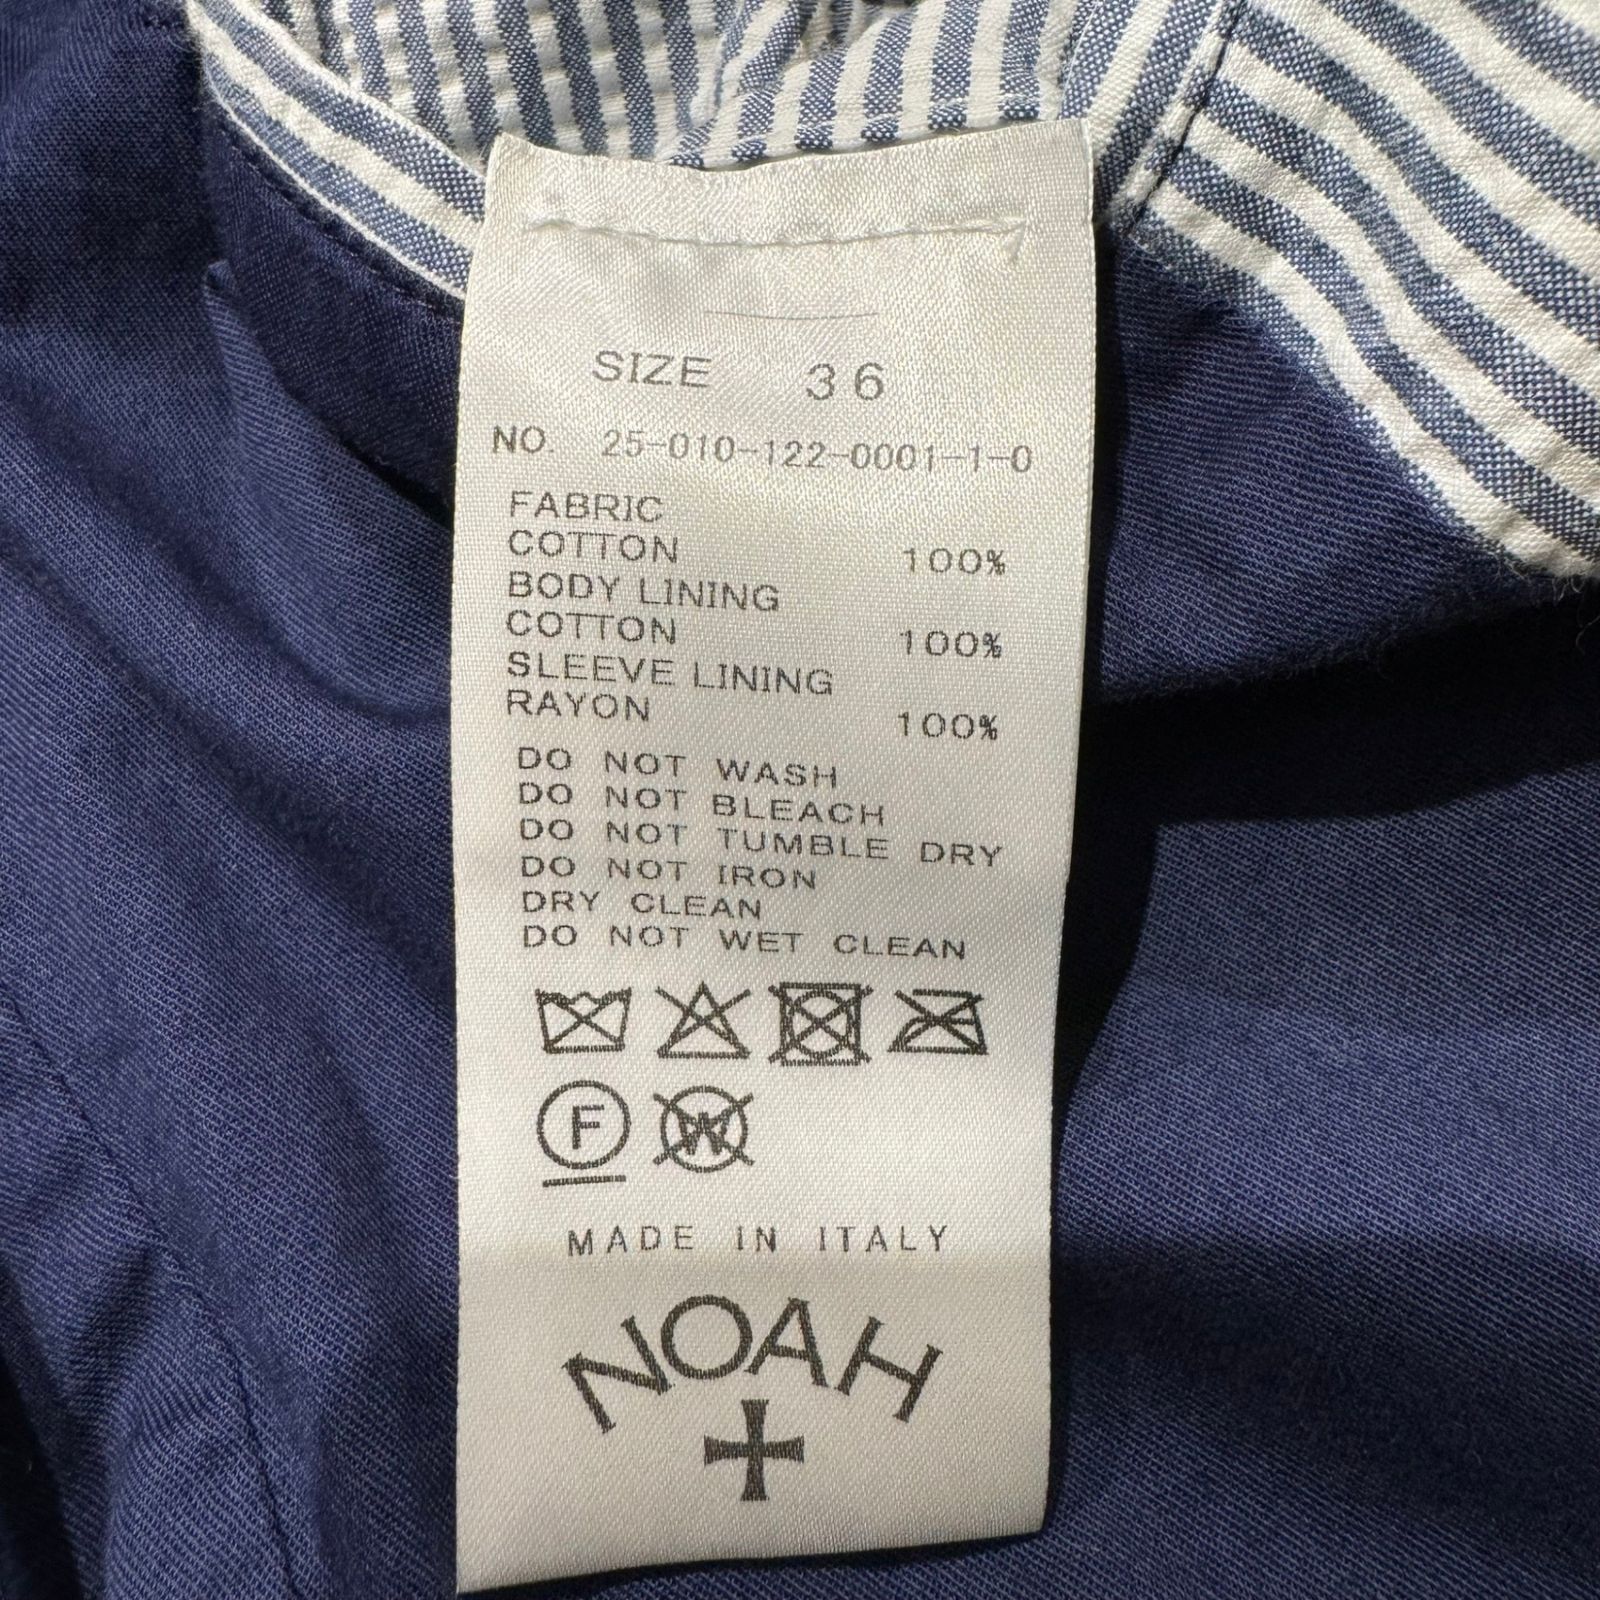 SIZE 36
NO. 25-010-122-0001-1-0
FABRIC
COTTON 100%
BODY LINING
COTTON 100%
SLEEVE LINING
RAYON 100%
DO NOT WASH
DO NOT BLEACH
DO NOT TUMBLE DRY
DO NOT IRON
DRY CLEAN
DO NOT WET CLEAN
F W
MADE IN ITALY
NOAH